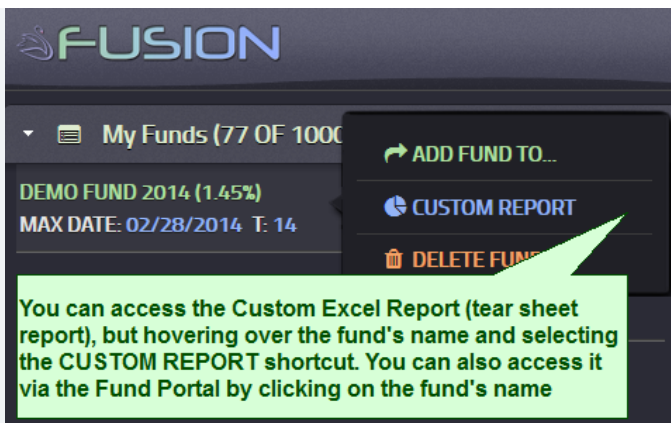 FUSION
My Funds (77 OF 1000
ADD FUND TO...
DEMO FUND 2014 (1.45%)
CUSTOM REPORT
MAX DATE: 02/28/2014 T: 14
DELETE FUN
You can access the Custom Excel Report (tear sheet
report), but hovering over the fund's name and selecting
the CUSTOM REPORT shortcut. You can also access it
via the Fund Portal by clicking on the fund's name